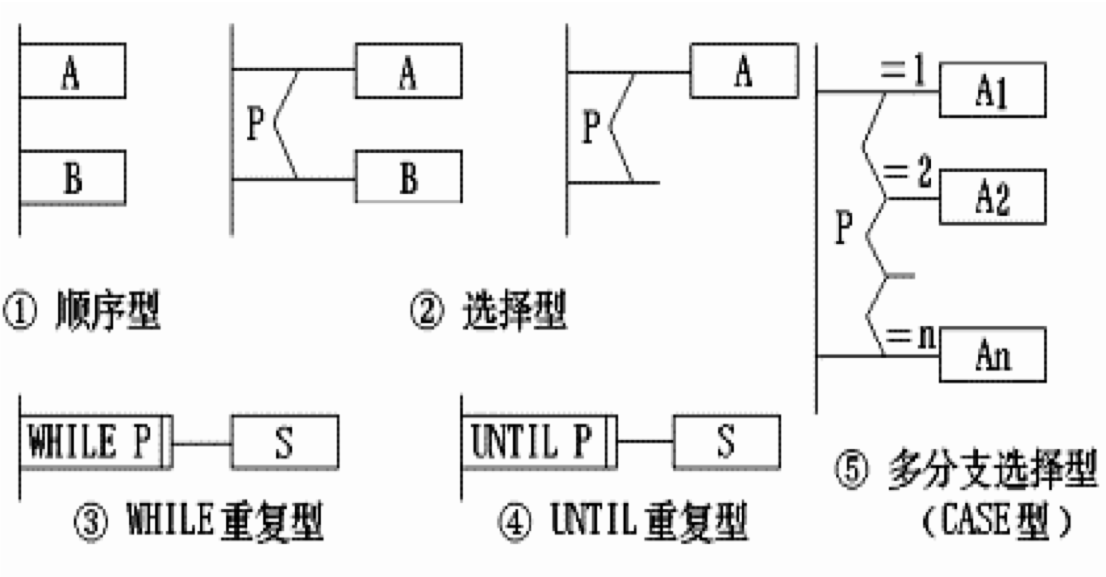 A
B
P
A
B
P
A
P
=1
A1
=2
A2
=n
An
① 顺序型
② 选择型
WHILE P
S
③ WHILE重复型
UNTIL P
S
④ UNTIL重复型
⑤ 多分支选择型
(CASE型)